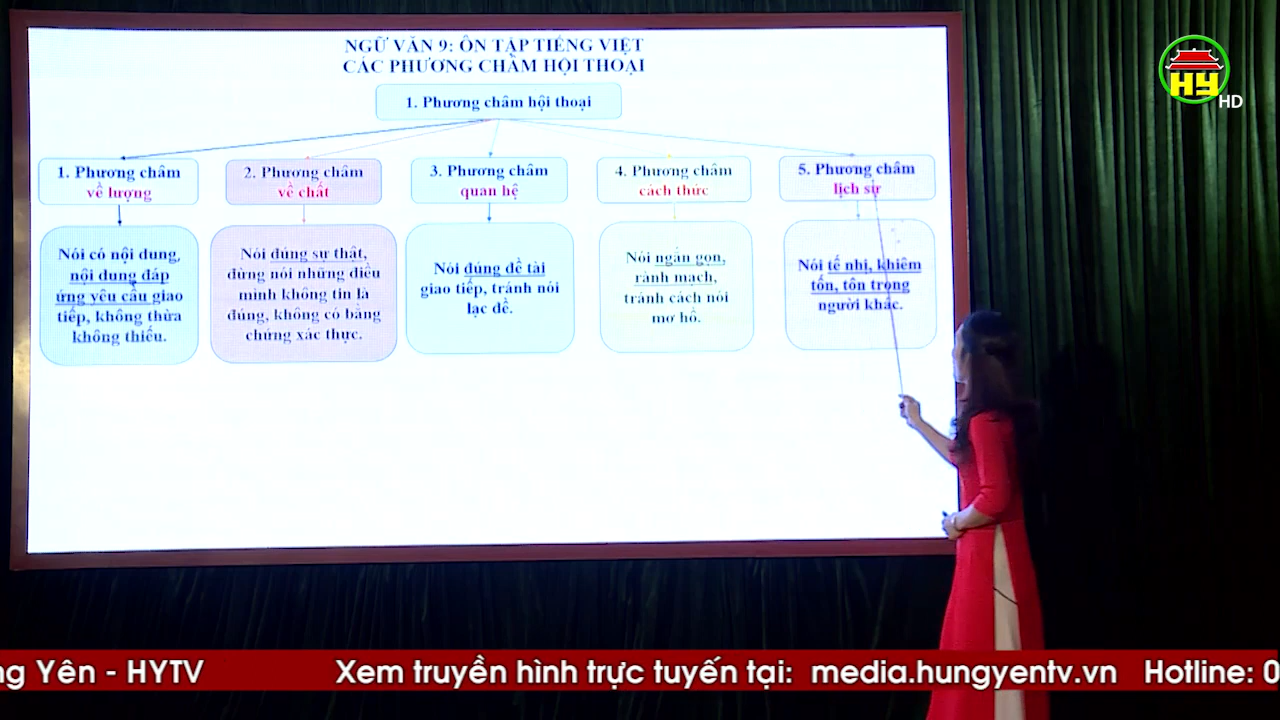 NGỮ VĂN 9: ÔN TẬP TIẾNG VIỆT
CÁC PHƯƠNG CHÂM HỘI THOẠI
1. Phương châm hội thoại
1. Phương châm
về lượng
2. Phương châm
về chất
3. Phương châm
quan hệ
4. Phương châm
cách thức
5. Phương châm
lịch sự
Nói có nội dung,
nội dung đáp
ứng yêu cầu giao
tiếp, không thừa
không thiếu.
Nói đúng sự thật,
đừng nói những điều
mình không tin là
đúng, không có bằng
chứng xác thực.
Nói đúng đề tài
giao tiếp, tránh nói
lạc đề.
Nói ngắn gọn,
rành mạch,
tránh cách nói
mơ hồ.
Nói tế nhị, khiêm
tốn, tôn trọng
người khác.
HY
HD
ng Yên - HYTV Xem truyền hình trực tuyến tại: media.hungyentv.vn Hotline: 0